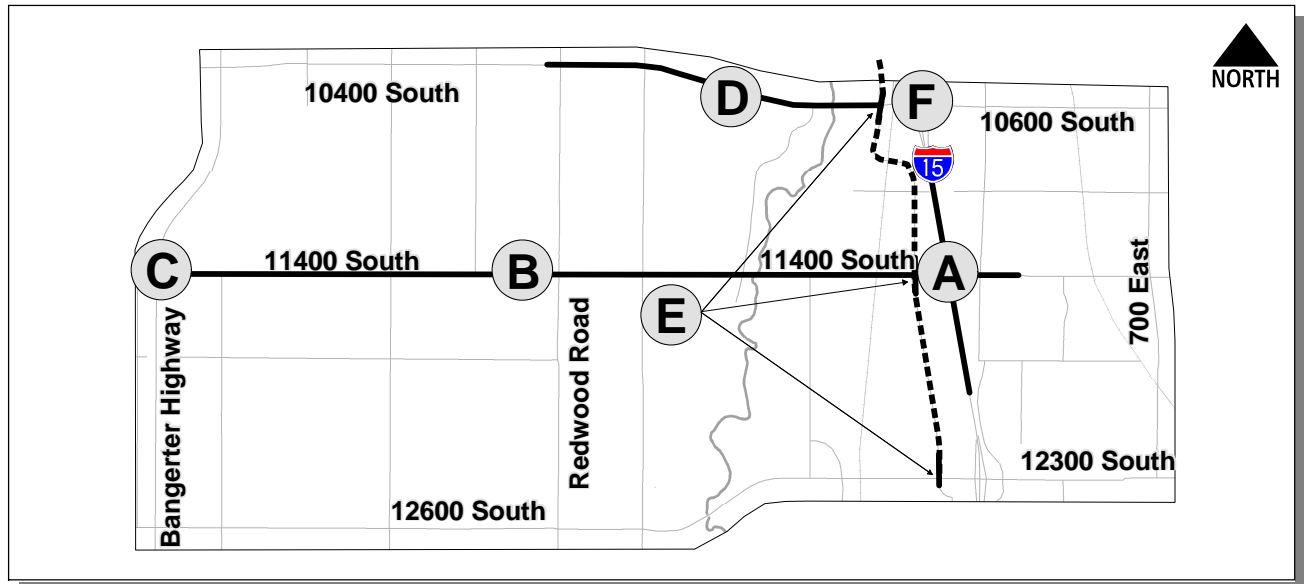 NORTH
10400 South
D
F
10600 South
15
C
11400 South
B
11400 South
A
E
Bangerter Highway
Redwood Road
700 East
12300 South
12600 South